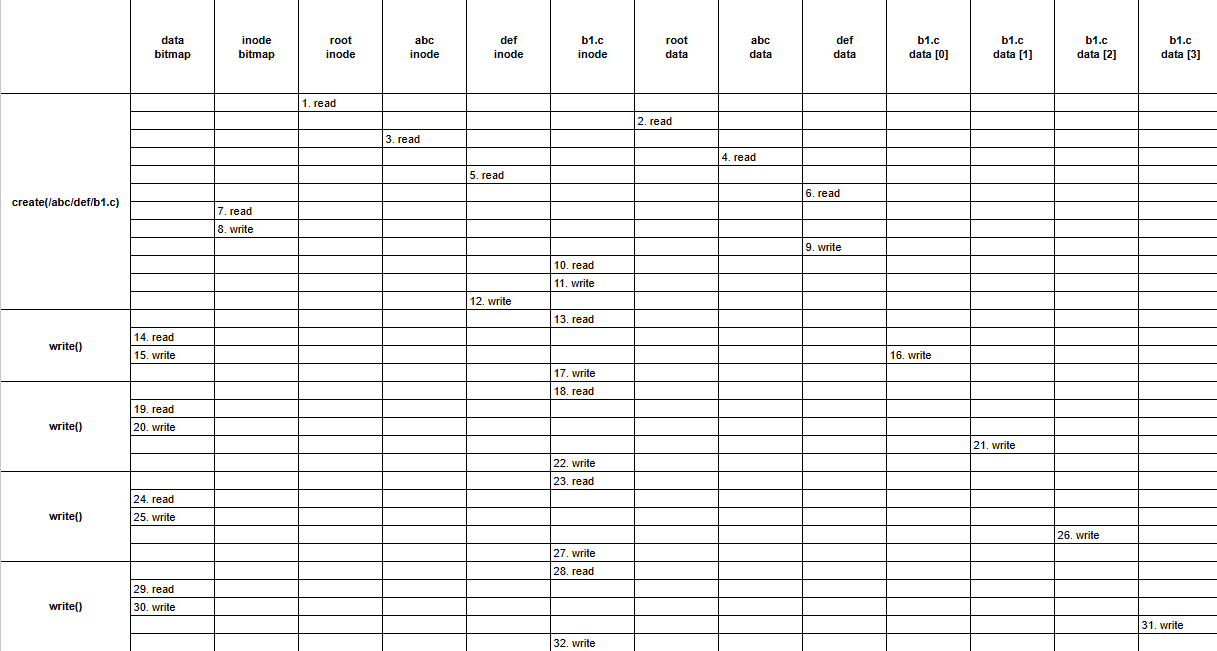 data bitmap inode bitmap root inode abc inode def inode b1.c inode root data abc data def data b1.c data [0] b1.c data [1] b1.c data [2] b1.c data [3]
1. read
2. read
3. read
4. read
5. read
6. read
create(/abc/def/b1.c)
7. read
8. write
9. write
10. read
11. write
12. write
13. read
14. read
write()
15. write 16. write
17. write
18. read
19. read
write()
20. write
21. write
22. write
23. read
24. read
write()
25. write
26. write
27. write
28. read
29. read
write()
30. write
31. write
32. write